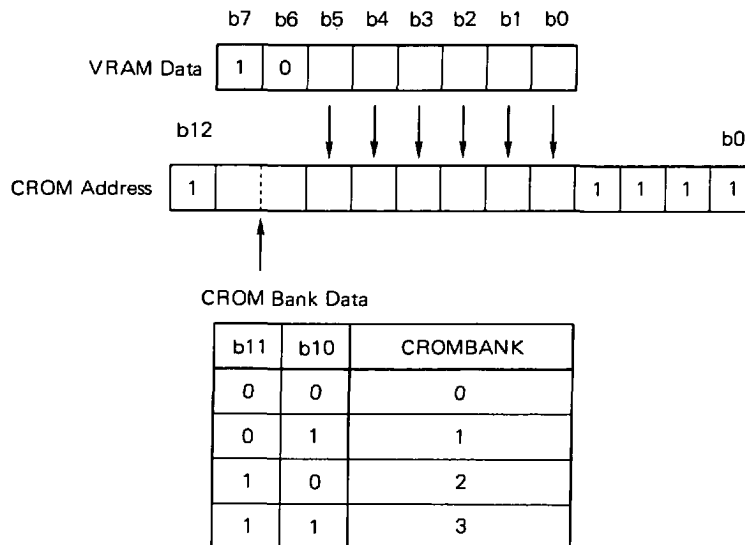 b7 b6 b5 b4 b3 b2 b1 b0
VRAM Data 1 0
b12 b0
CROM Address 1 1 1 1 1
CROM Bank Data
b11 b10 CROMBANK
0 0 0
0 1 1
1 0 2
1 1 3